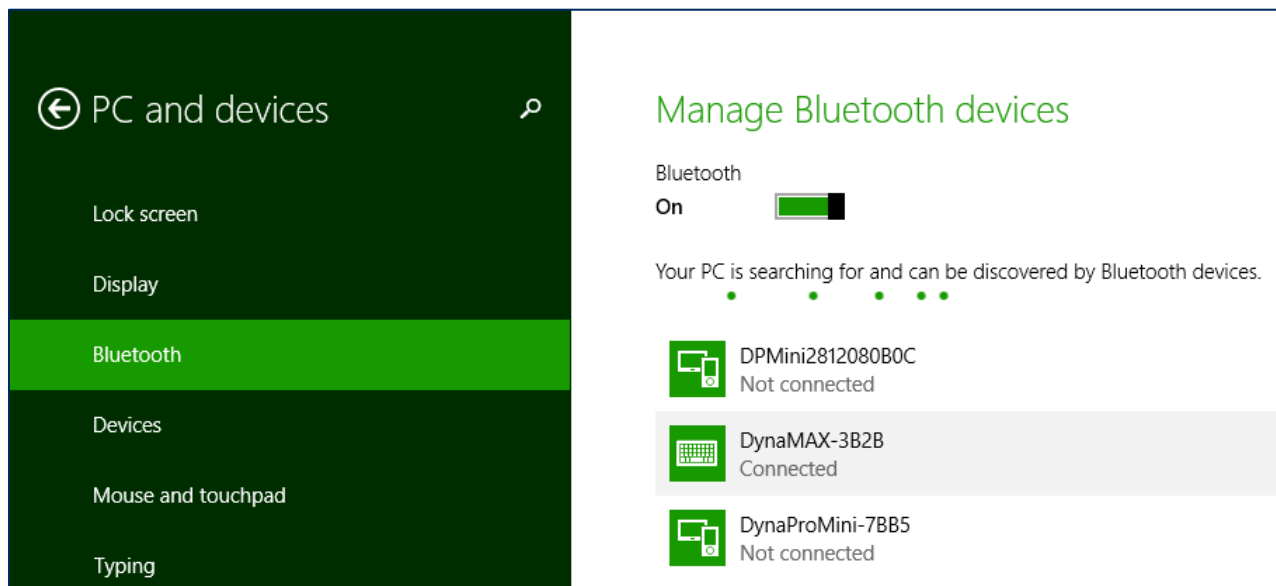 PC and devices
Lock screen
Display
Bluetooth
Devices
Mouse and touchpad
Typing
Manage Bluetooth devices
Bluetooth
On
Your PC is searching for and can be discovered by Bluetooth devices.
DPMini2812080B0C
Not connected
DynaMAX-3B2B
Connected
DynaProMini-7BB5
Not connected